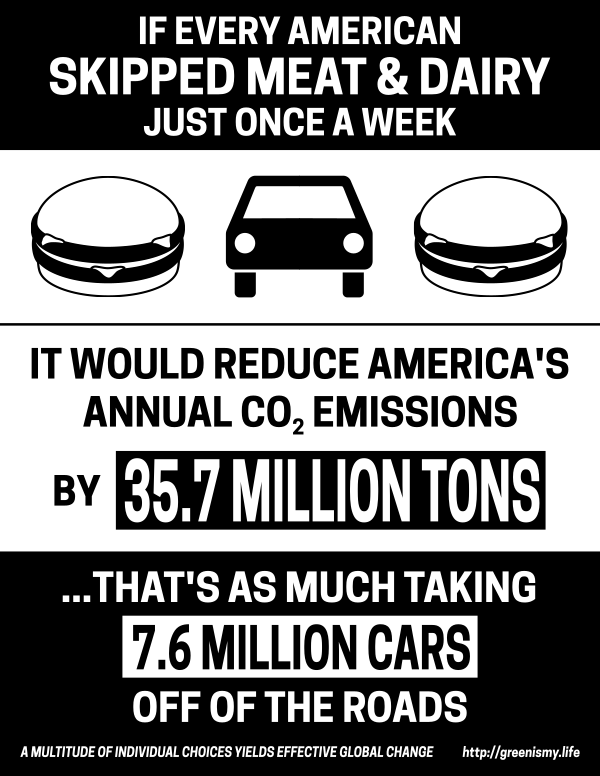 IF EVERY AMERICAN
SKIPPED MEAT & DAIRY
JUST ONCE A WEEK
IT WOULD REDUCE AMERICA'S
ANNUAL CO₂ EMISSIONS
BY 35.7 MILLION TONS
...THAT'S AS MUCH TAKING
7.6 MILLION CARS
OFF OF THE ROADS
A MULTITUDE OF INDIVIDUAL CHOICES YIELDS EFFECTIVE GLOBAL CHANGE http://greenismy.life